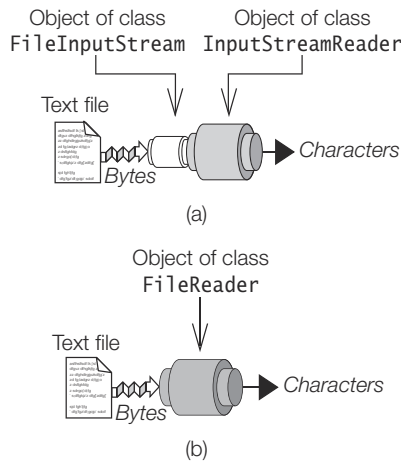 Object of class Object of class
FileInputStream InputStreamReader
Text file
Bytes
Characters
(a)
Object of class
FileReader
Text file
Bytes
Characters
(b)